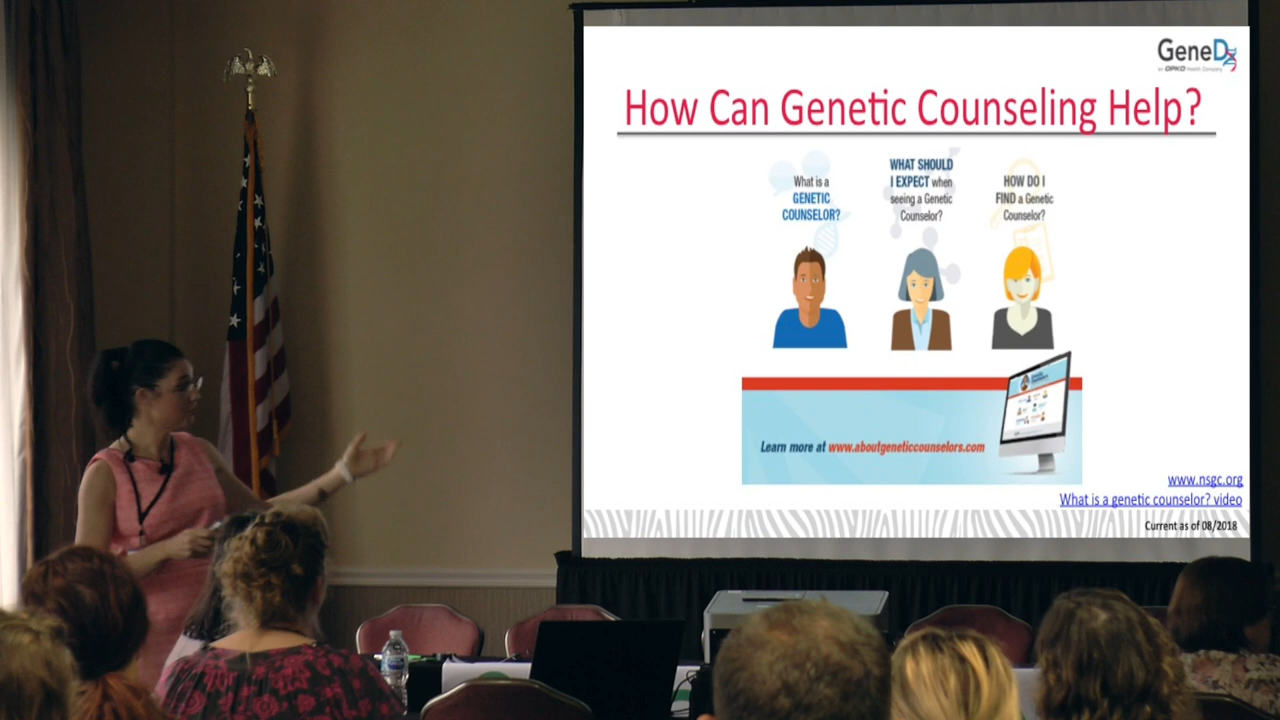 GeneDx
an OPKO Health Company
How Can Genetic Counseling Help?
What is a
GENETIC
COUNSELOR?
WHAT SHOULD
I EXPECT when
seeing a Genetic
Counselor?
HOW DO I
FIND a Genetic
Counselor?
Learn more at www.aboutgeneticcounselors.com
www.nsgc.org
What is a genetic counselor? video
Current as of 08/2018